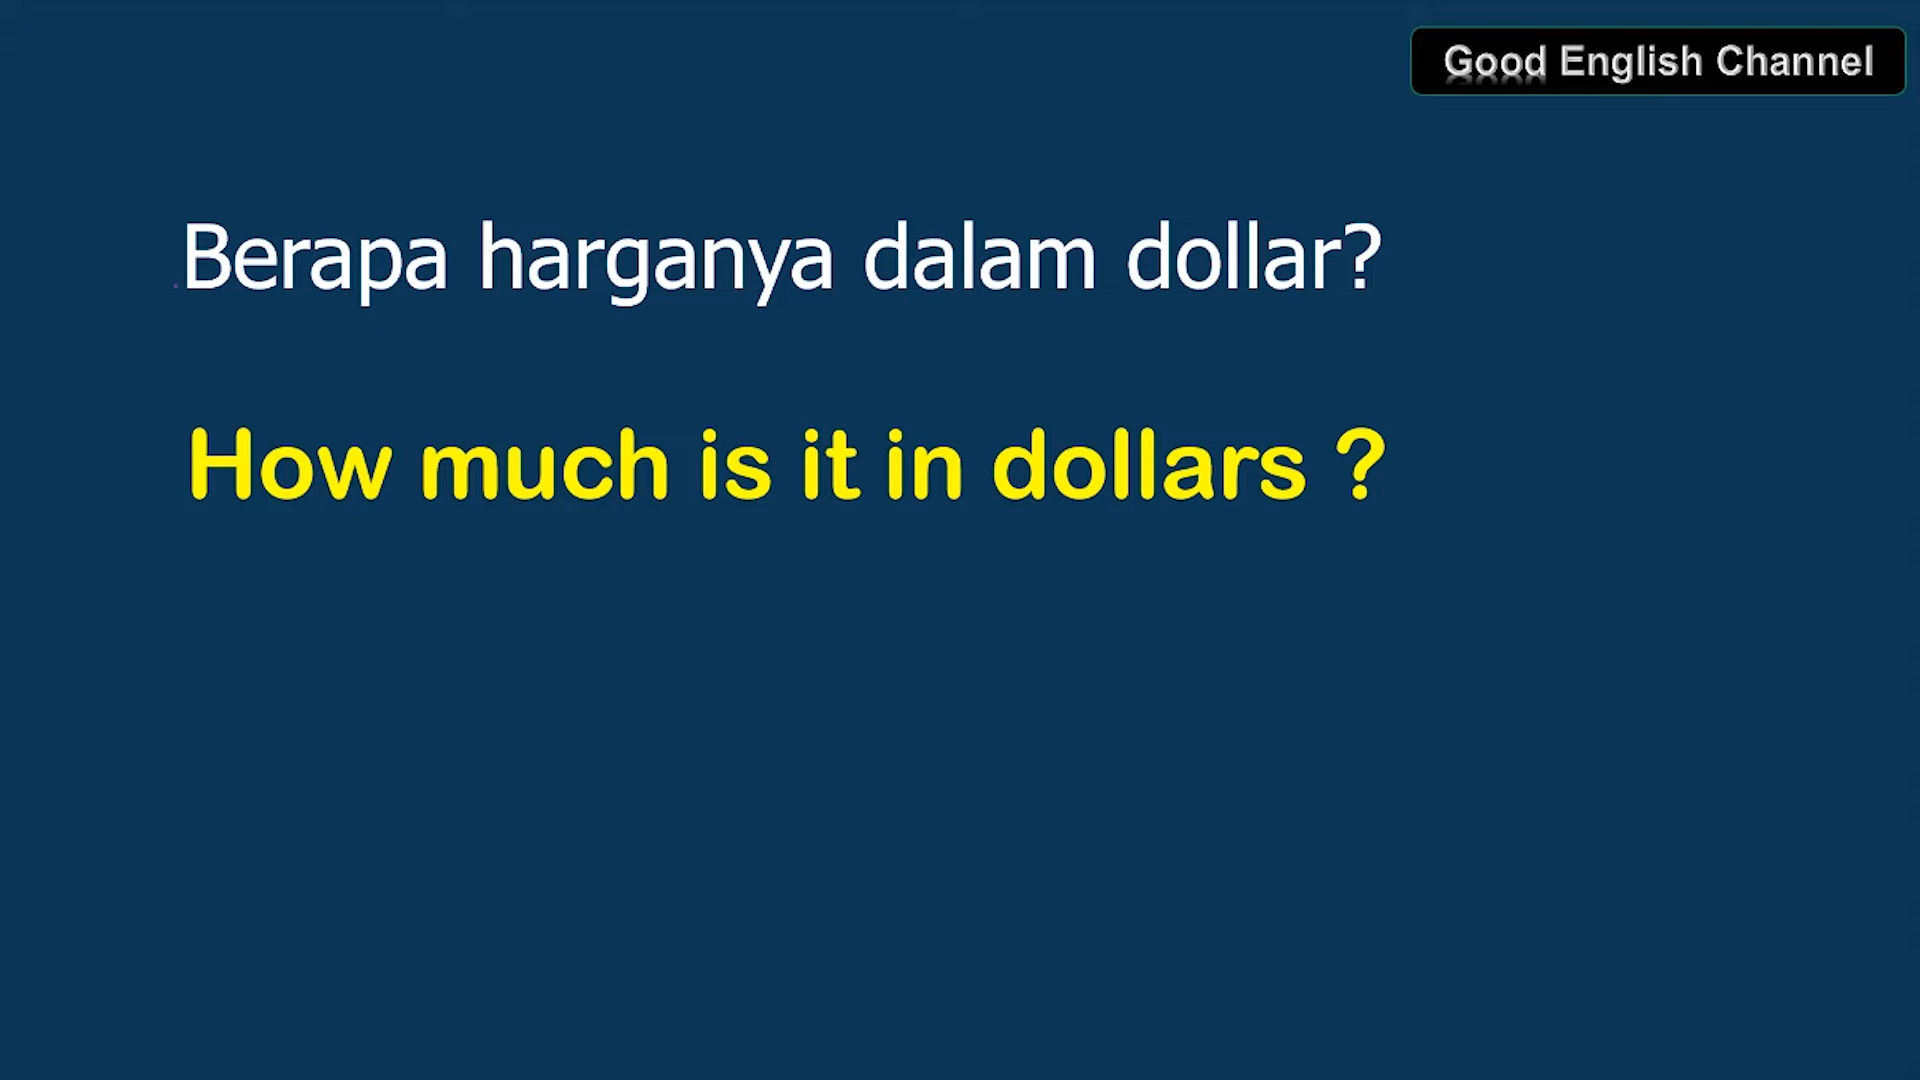 Good English Channel
Berapa harganya dalam dollar?
How much is it in dollars ?